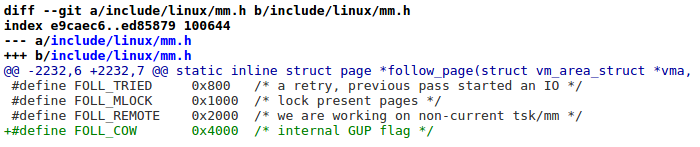 diff --git a/include/linux/mm.h b/include/linux/mm.h
index e9caec6..ed85879 100644
--- a/include/linux/mm.h
+++ b/include/linux/mm.h
@@ -2232,6 +2232,7 @@ static inline struct page *follow_page(struct vm_area_struct *vma,
 #define FOLL_TRIED     0x800   /* a retry, previous pass started an IO */
 #define FOLL_MLOCK     0x1000  /* lock present pages */
 #define FOLL_REMOTE    0x2000  /* we are working on non-current tsk/mm */
+#define FOLL_COW       0x4000  /* internal GUP flag */